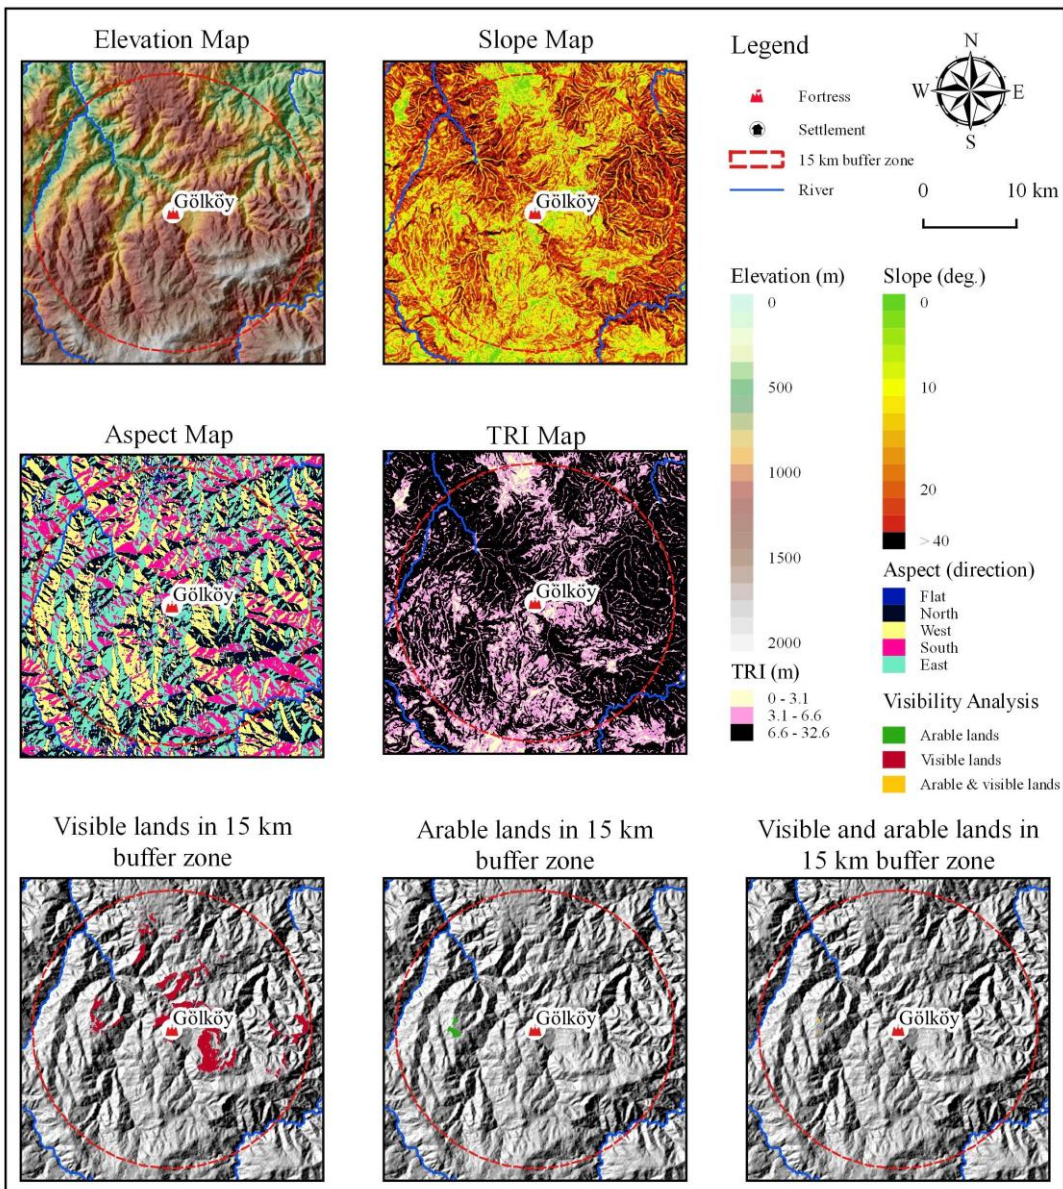 Elevation Map
Slope Map
Legend
Fortress
Settlement
15 km buffer zone
River
N
W
E
S
0
10 km
Gölköy
Gölköy
Elevation (m)
0
500
1000
1500
2000
Slope (deg.)
0
10
20
> 40
Aspect Map
TRI Map
Gölköy
Gölköy
Aspect (direction)
Flat
North
West
South
East
TRI (m)
0 - 3.1
3.1 - 6.6
6.6 - 32.6
Visibility Analysis
Arable lands
Visible lands
Arable & visible lands
Visible lands in 15 km
buffer zone
Arable lands in 15 km
buffer zone
Visible and arable lands in
15 km buffer zone
Gölköy
Gölköy
Gölköy